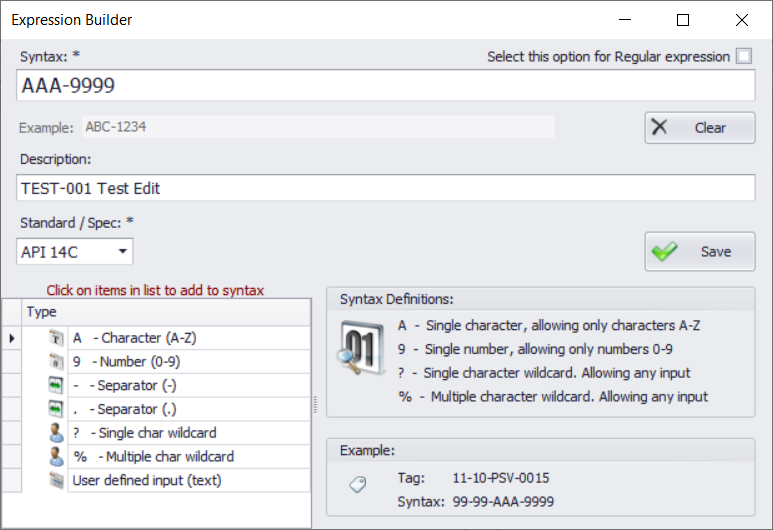 Expression Builder
Syntax: *
Select this option for Regular expression
AAA-9999
Example: ABC-1234
Clear
Description:
TEST-001 Test Edit
Standard / Spec: *
API 14C
Save
Click on items in list to add to syntax
Type
A - Character (A-Z)
9 - Number (0-9)
- - Separator (-)
. - Separator (.)
? - Single char wildcard
% - Multiple char wildcard
User defined input (text)
Syntax Definitions:
01
A - Single character, allowing only characters A-Z
9 - Single number, allowing only numbers 0-9
? - Single character wildcard. Allowing any input
% - Multiple character wildcard. Allowing any input
Example:
Tag: 11-10-PSV-0015
Syntax: 99-99-AAA-9999